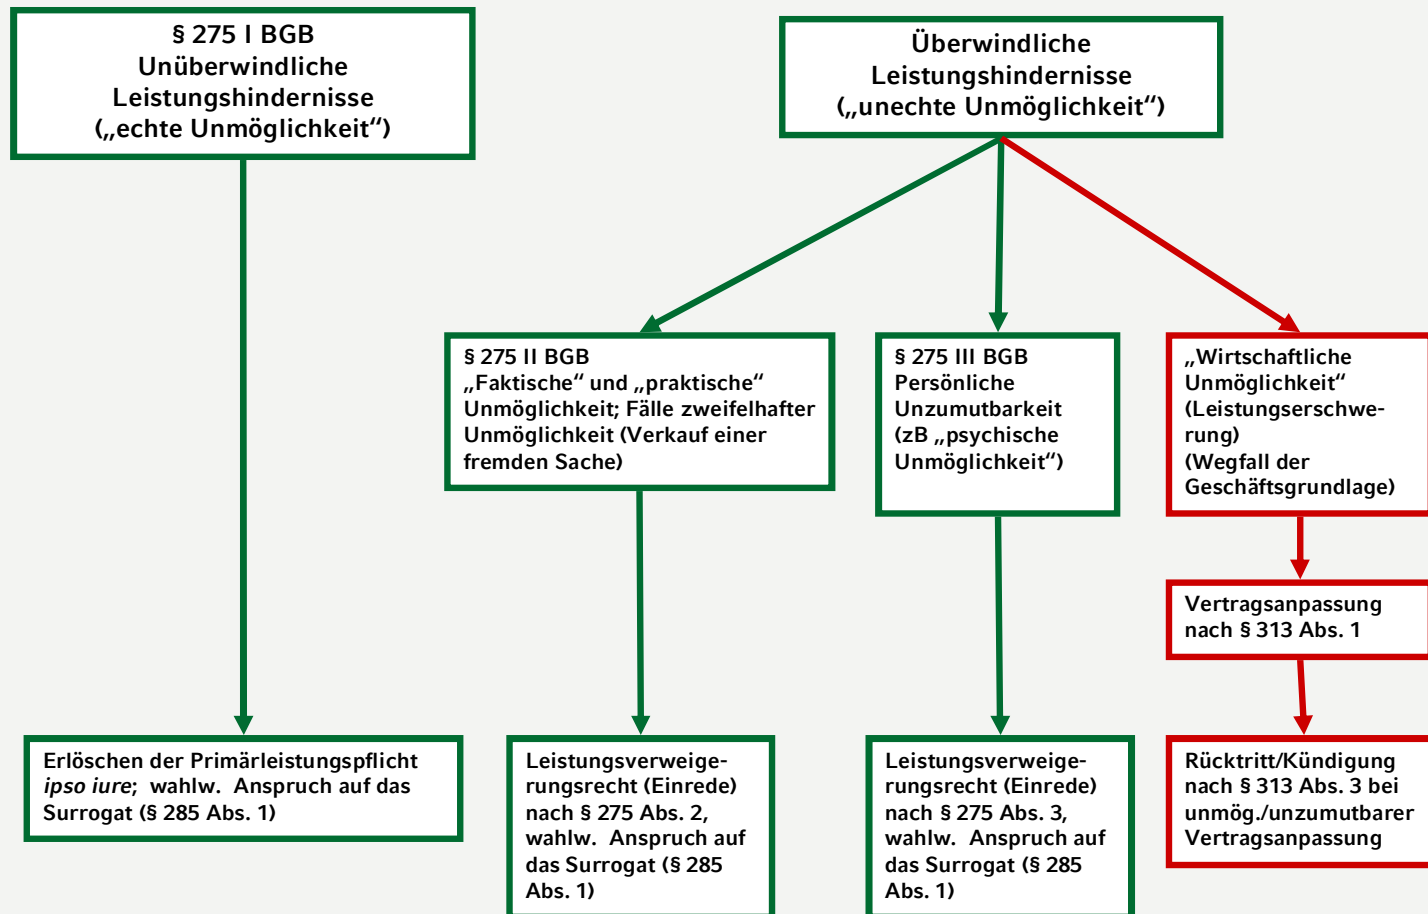 § 275 I BGB
Unüberwindliche
Leistungshindernisse
(„echte Unmöglichkeit“)
Überwindliche
Leistungshindernisse
(„unechte Unmöglichkeit“)
§ 275 II BGB
„Faktische“ und „praktische“
Unmöglichkeit; Fälle zweifelhafter
Unmöglichkeit (Verkauf einer
fremden Sache)
§ 275 III BGB
Persönliche
Unzumutbarkeit
(zB „psychische
Unmöglichkeit“)
„Wirtschaftliche
Unmöglichkeit“
(Leistungserschwe-
rung)
(Wegfall der
Geschäftsgrundlage)
Vertragsanpassung
nach § 313 Abs. 1
Erlöschen der Primärleistungspflicht
ipso iure; wahlw. Anspruch auf das
Surrogat (§ 285 Abs. 1)
Leistungsverweige-
rungsrecht (Einrede)
nach § 275 Abs. 2,
wahlw. Anspruch auf
das Surrogat (§ 285
Abs. 1)
Leistungsverweige-
rungsrecht (Einrede)
nach § 275 Abs. 3,
wahlw. Anspruch auf
das Surrogat (§ 285
Abs. 1)
Rücktritt/Kündigung
nach § 313 Abs. 3 bei
unmög./unzumutbarer
Vertragsanpassung